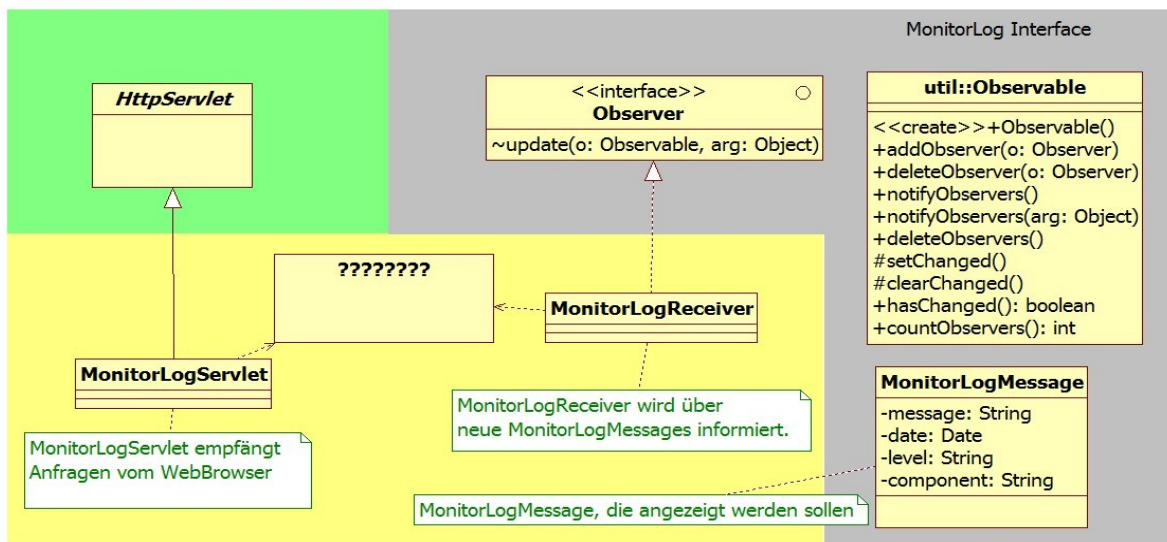 MonitorLog Interface
HttpServlet
<<interface>>
Observer
~update(o: Observable, arg: Object)
util::Observable
<<create>>+Observable()
+addObserver(o: Observer)
+deleteObserver(o: Observer)
+notifyObservers()
+notifyObservers(arg: Object)
+deleteObservers()
#setChanged()
#clearChanged()
+hasChanged(): boolean
+countObservers(): int
????????
MonitorLogReceiver
MonitorLogServlet
MonitorLogMessage
-message: String
-date: Date
-level: String
-component: String
MonitorLogReceiver wird über
neue MonitorLogMessages informiert.
MonitorLogServlet empfängt
Anfragen vom WebBrowser
MonitorLogMessage, die angezeigt werden sollen